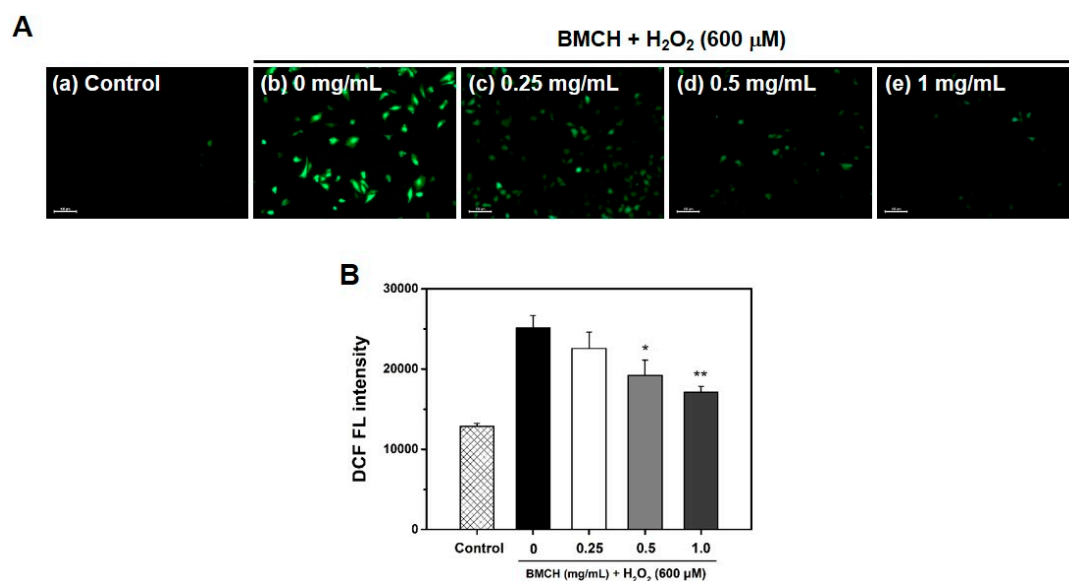 A
BMCH + H₂O₂ (600 µM)
(a) Control
(b) 0 mg/mL
(c) 0.25 mg/mL
(d) 0.5 mg/mL
(e) 1 mg/mL
B
30000
20000
10000
0
DCF FL intensity
*
**
Control 0 0.25 0.5 1.0
BMCH (mg/mL) + H₂O₂ (600 µM)